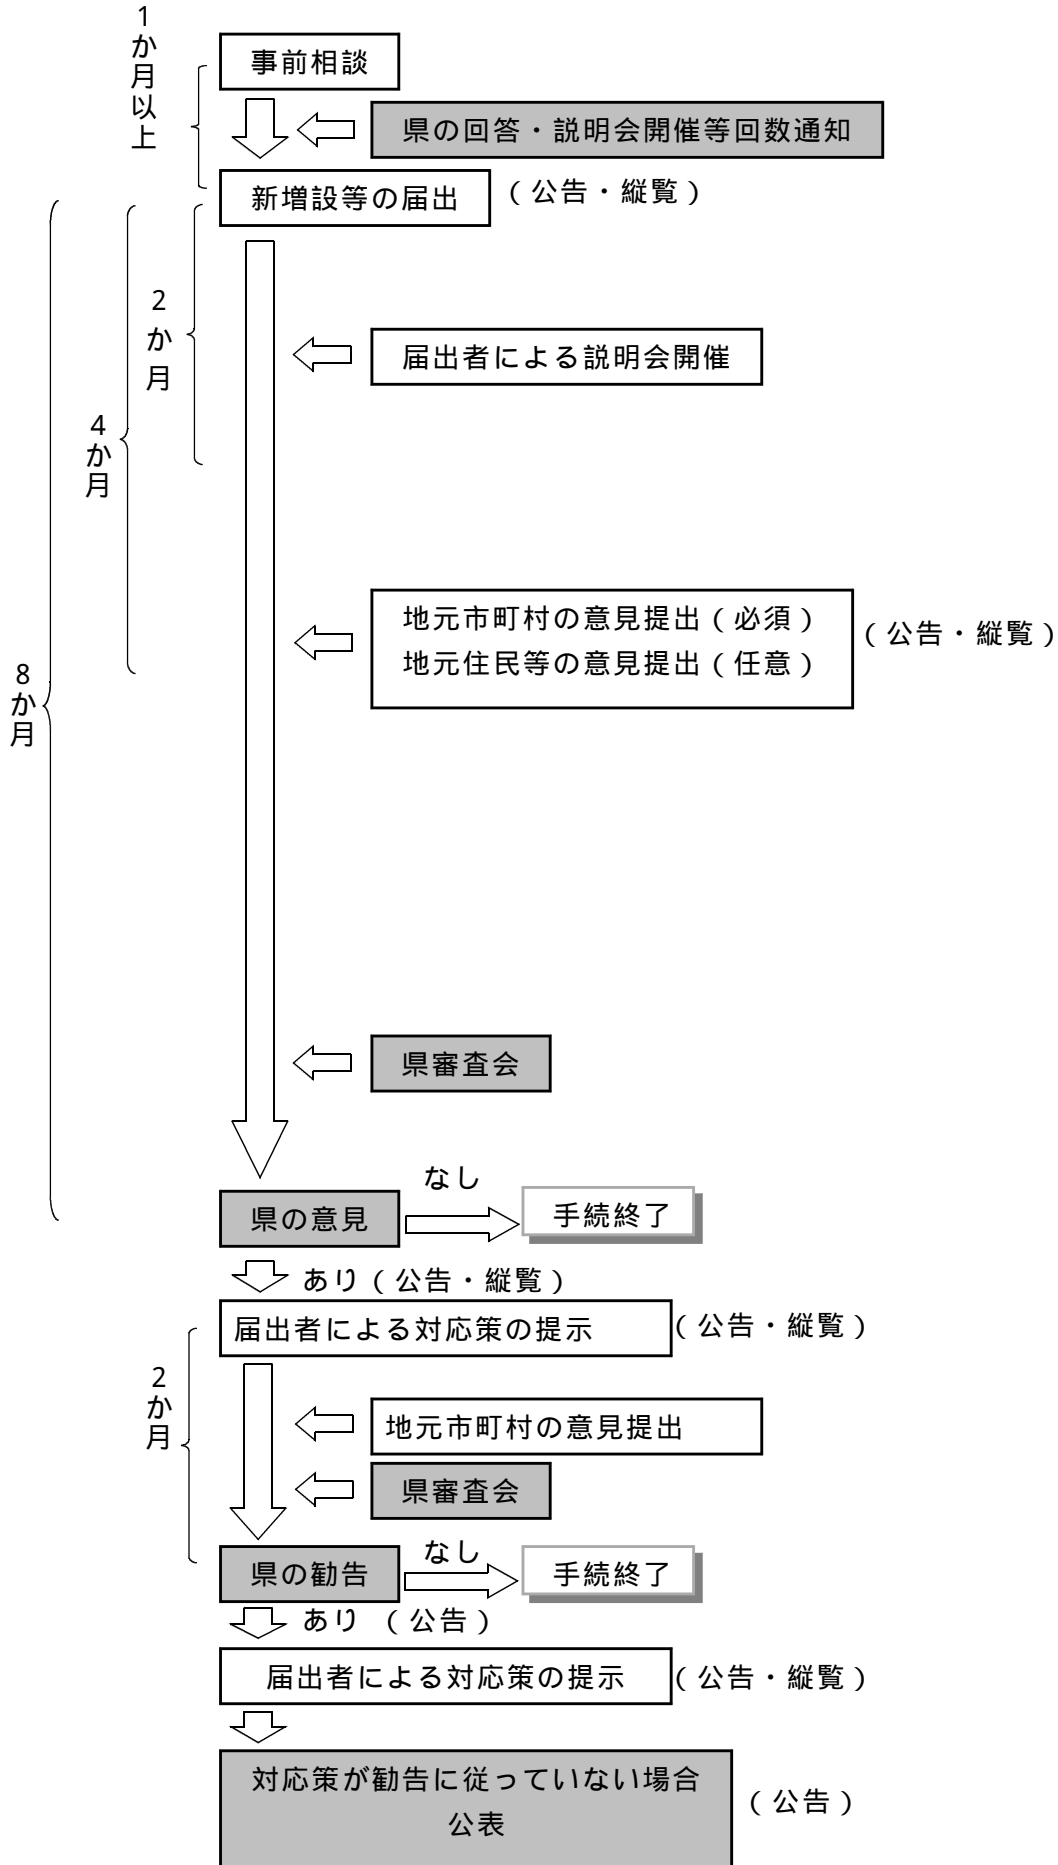 1か月以上
事前相談
県の回答・説明会開催等回数通知
新増設等の届出
（公告・縦覧）
2か月
届出者による説明会開催
4か月
地元市町村の意見提出（必須）
地元住民等の意見提出（任意）
（公告・縦覧）
8か月
県審査会
県の意見
なし
手続終了
あり（公告・縦覧）
届出者による対応策の提示
（公告・縦覧）
2か月
地元市町村の意見提出
県審査会
県の勧告
なし
手続終了
あり （公告）
届出者による対応策の提示
（公告・縦覧）
対応策が勧告に従っていない場合
公表
（公告）